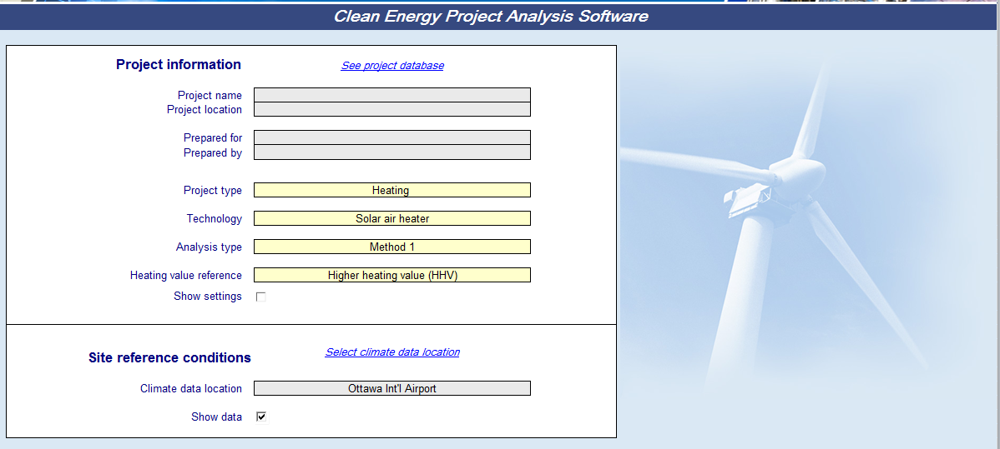 Clean Energy Project Analysis Software
Project information
See project database
Project name
Project location
Prepared for
Prepared by
Project type
Heating
Technology
Solar air heater
Analysis type
Method 1
Heating value reference
Higher heating value (HHV)
Show settings
Site reference conditions
Select climate data location
Climate data location
Ottawa Int'l Airport
Show data